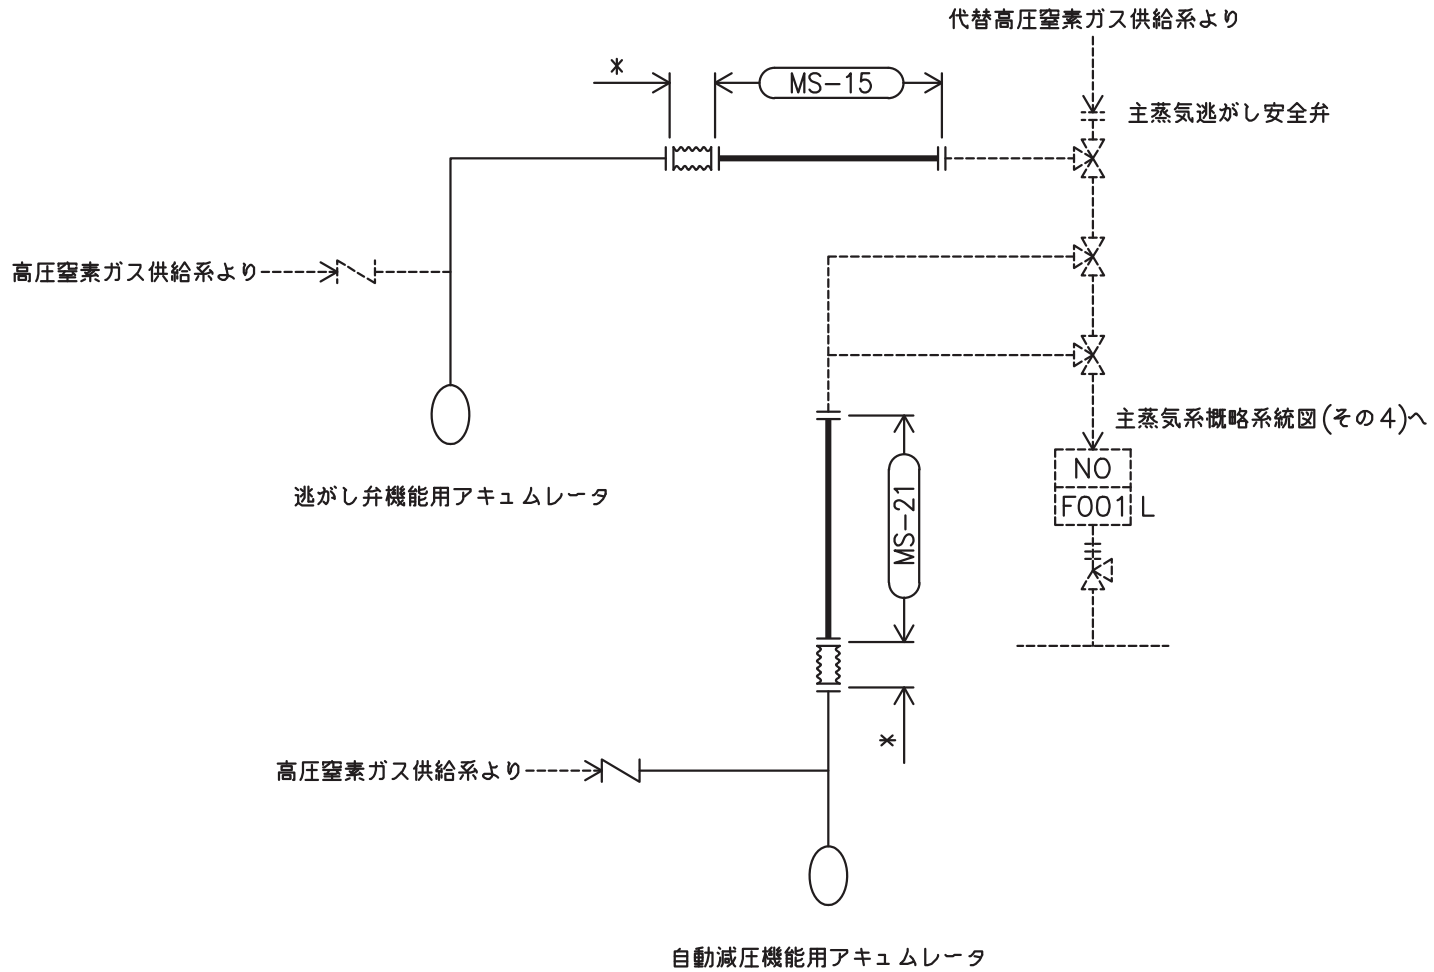 代替高圧窒素ガス供給系より
*
MS-15
主蒸気逃がし安全弁
高圧窒素ガス供給系より
主蒸気系概略系統図(その4)へ
NO
F001 L
逃がし弁機能用アキュムレータ
MS-21
*
高圧窒素ガス供給系より
自動減圧機能用アキュムレータ